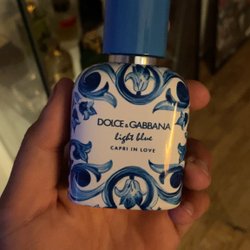 DOLCE&GABBANA
light blue
CAPRI IN LOVE